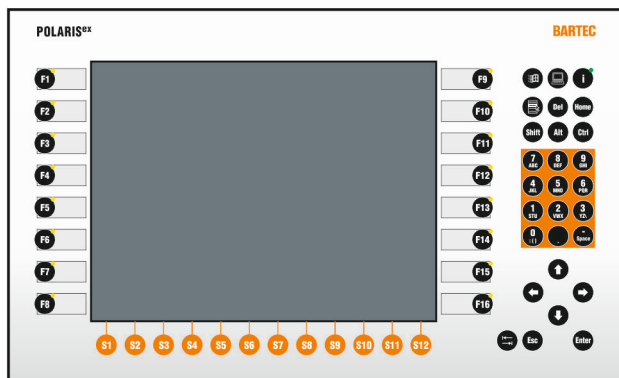 POLARISex BARTEC
F1 F9 i
F2 F10 Del Home
F3 F11 Shift Alt Ctrl
F4 F12 7 ABC 8 DEF 9 GHI
F5 F13 4 JKL 5 MNO 6 PQR
F6 F14 1 STU 2 VWX 3 YZ\
0 : ( ) . - Space
F7 F15
F8 F16
S1 S2 S3 S4 S5 S6 S7 S8 S9 S10 S11 S12 Esc Enter